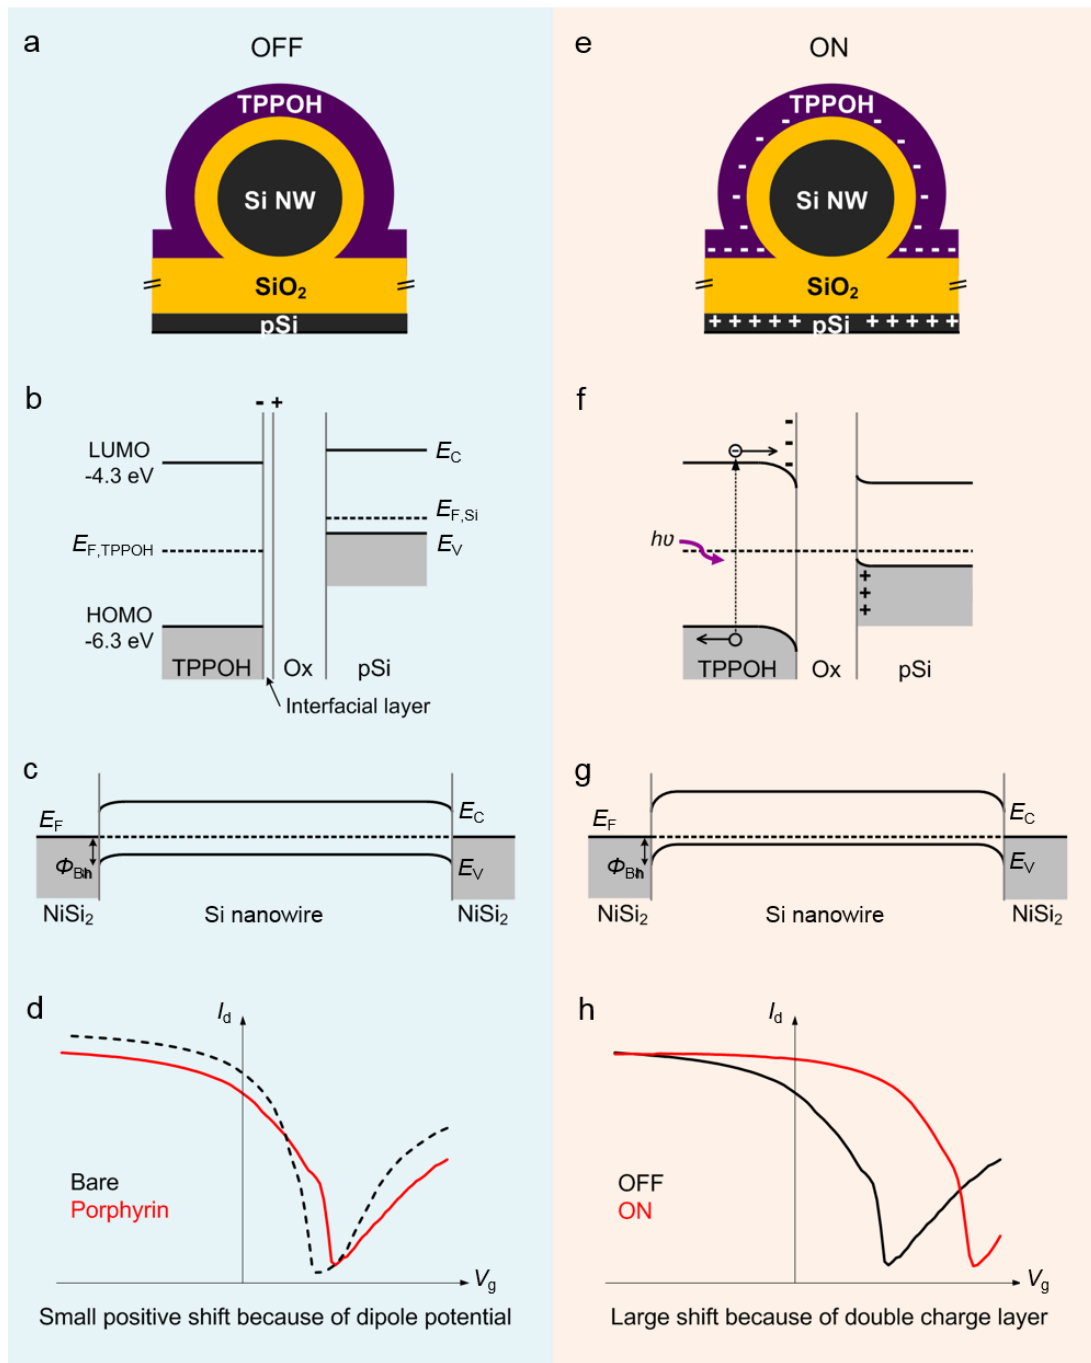 a
OFF
TPPOH
Si NW
SiO2
pSi
e
ON
TPPOH
- - - - - - - - - - - - - - - - - -
Si NW
SiO2
+ + + + + pSi + + + + +
b
- +
LUMO
-4.3 eV
EC
EF,Si
EF,TPPOH
EV
HOMO
-6.3 eV
TPPOH
Ox
pSi
Interfacial layer
f
-
-
-
hυ
+
+
+
TPPOH
Ox
pSi
c
EF
EC
ΦBh
EV
NiSi2
Si nanowire
NiSi2
g
EF
EC
ΦBh
EV
NiSi2
Si nanowire
NiSi2
d
Id
Bare
Porphyrin
Vg
Small positive shift because of dipole potential
h
Id
OFF
ON
Vg
Large shift because of double charge layer